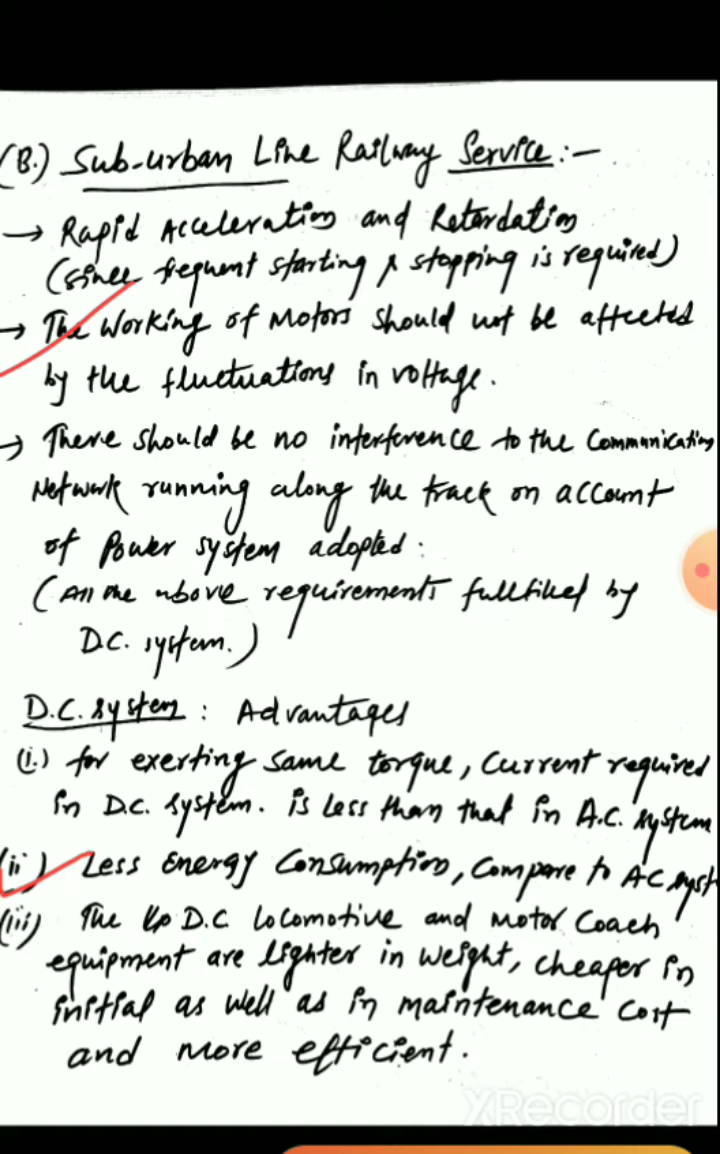 (B.) Sub-urban Line Railway Service :-
→ Rapid Acceleration and Retardation
(since fequent starting & stopping is required)
→ The Working of Motors should not be affected
by the fluctuations in voltage.
→ There should be no interference to the Communication
Network running along the track on account
of Power system adopted.
(All the above requirements fullfilled by
D.C. system.)
D.C. system : Advantages
(i.) for exerting same torque, Current required
in D.C. system. is less than that in A.C. system
(ii) Less Energy Consumption, Compare to AC syst
(iii) The D.C locomotive and motor Coach
equipment are lighter in weight, cheaper in
initial as well as in maintenance cost
and more efficient.
XRecorder